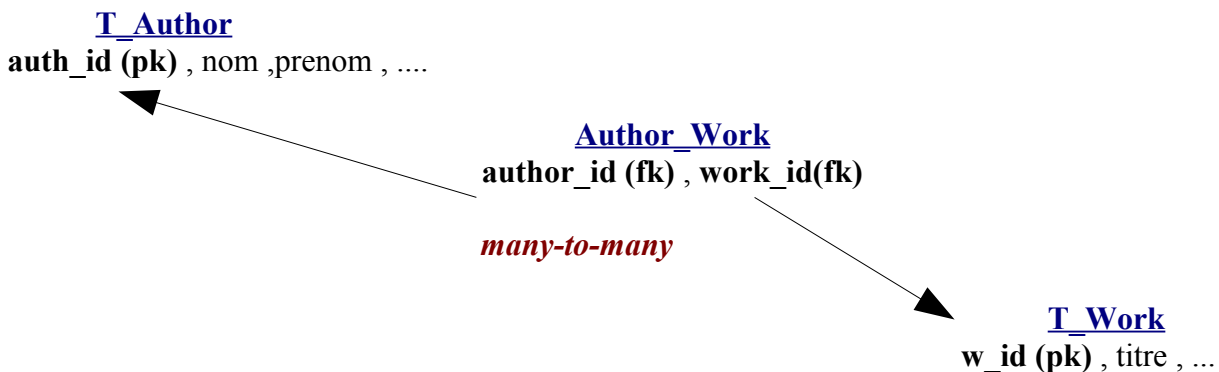 T_Author
auth_id (pk) , nom ,prenom , ....
Author_Work
author_id (fk) , work_id(fk)
many-to-many
T_Work
w_id (pk) , titre , ...